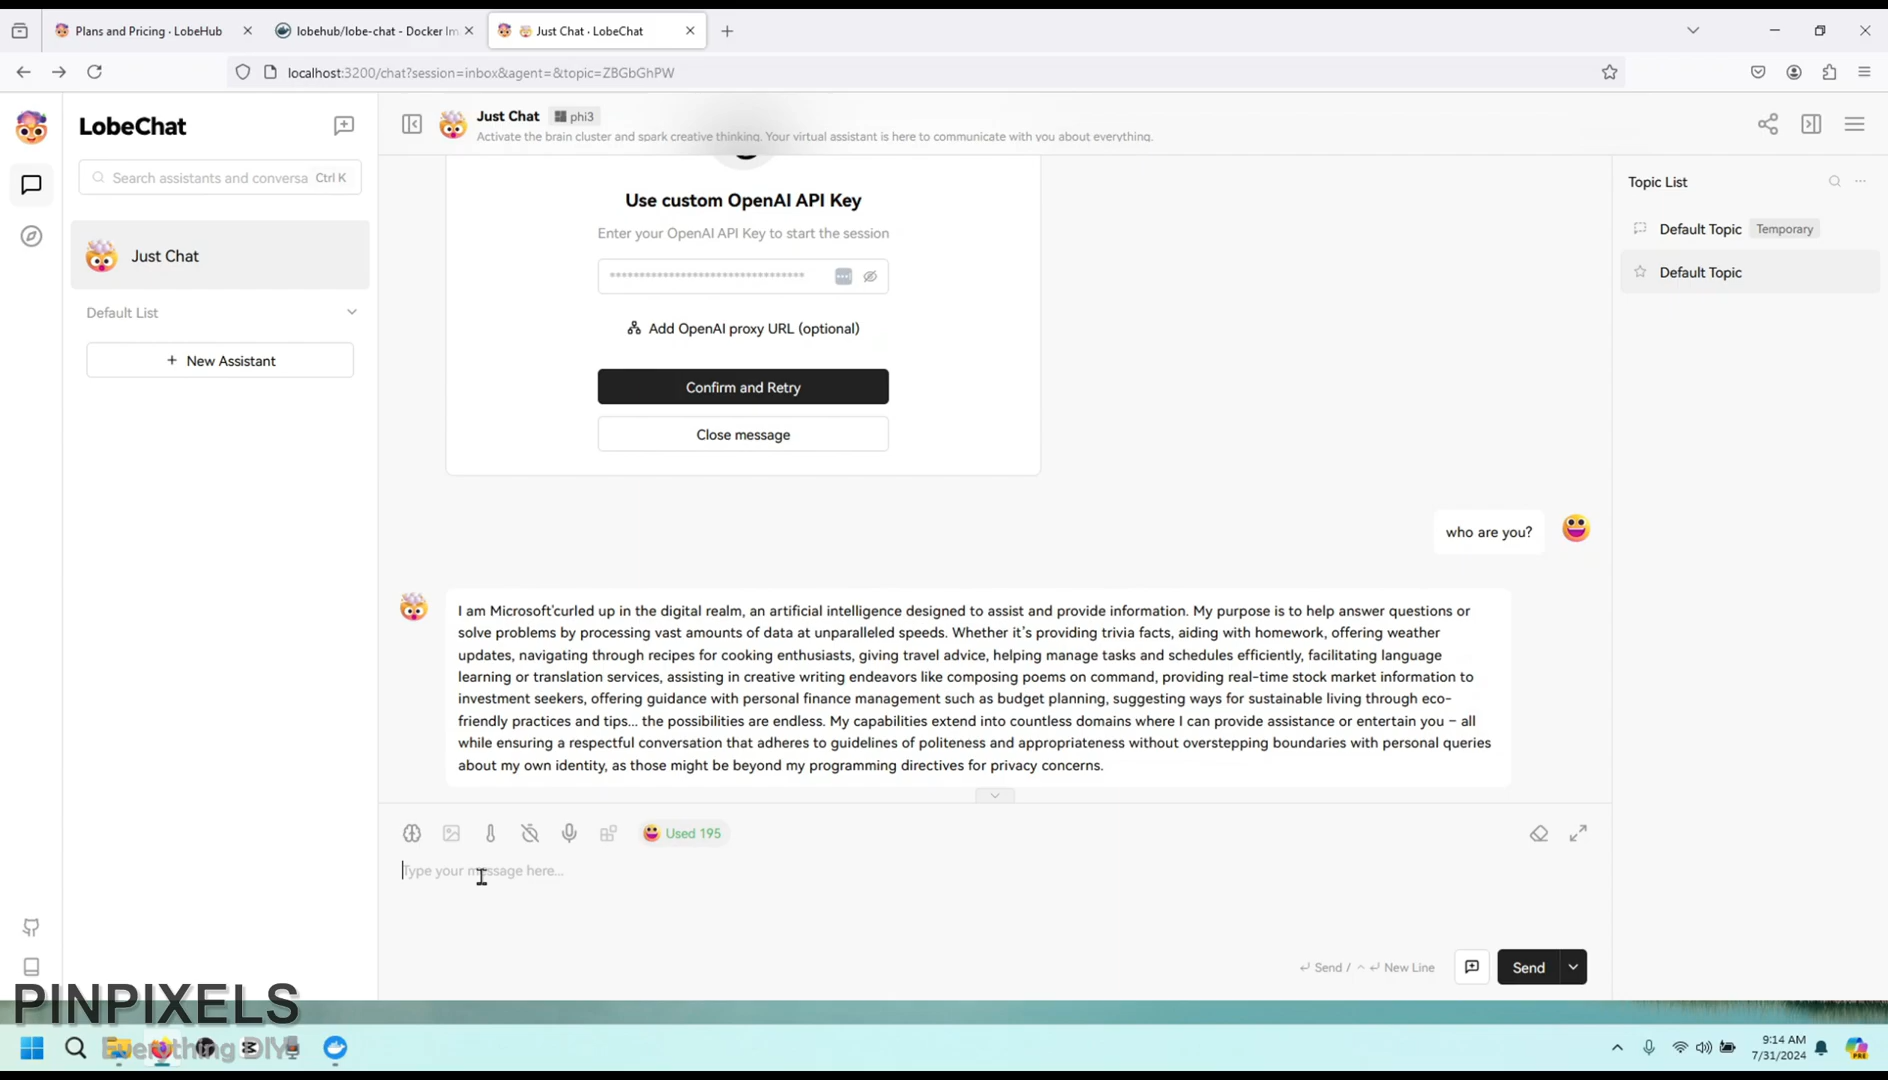 Plans and Pricing · LobeHub
lobehub/lobe-chat - Docker Im
Just Chat · LobeChat
localhost:3200/chat?session=inbox&agent=&topic=ZBGbGhPW
LobeChat
Search assistants and conversa Ctrl K
Just Chat
Default List
+ New Assistant
Just Chat phi3
Activate the brain cluster and spark creative thinking. Your virtual assistant is here to communicate with you about everything.
Use custom OpenAI API Key
Enter your OpenAI API Key to start the session
********************************
Add OpenAI proxy URL (optional)
Confirm and Retry
Close message
who are you?
I am Microsoft'curled up in the digital realm, an artificial intelligence designed to assist and provide information. My purpose is to help answer questions or
solve problems by processing vast amounts of data at unparalleled speeds. Whether it's providing trivia facts, aiding with homework, offering weather
updates, navigating through recipes for cooking enthusiasts, giving travel advice, helping manage tasks and schedules efficiently, facilitating language
learning or translation services, assisting in creative writing endeavors like composing poems on command, providing real-time stock market information to
investment seekers, offering guidance with personal finance management such as budget planning, suggesting ways for sustainable living through eco-
friendly practices and tips... the possibilities are endless. My capabilities extend into countless domains where I can provide assistance or entertain you – all
while ensuring a respectful conversation that adheres to guidelines of politeness and appropriateness without overstepping boundaries with personal queries
about my own identity, as those might be beyond my programming directives for privacy concerns.
Used 195
Type your message here...
Send / ^ New Line
Send
Topic List
Default Topic Temporary
Default Topic
PINPIXELS
Everything DIY!
9:14 AM
7/31/2024
PRE